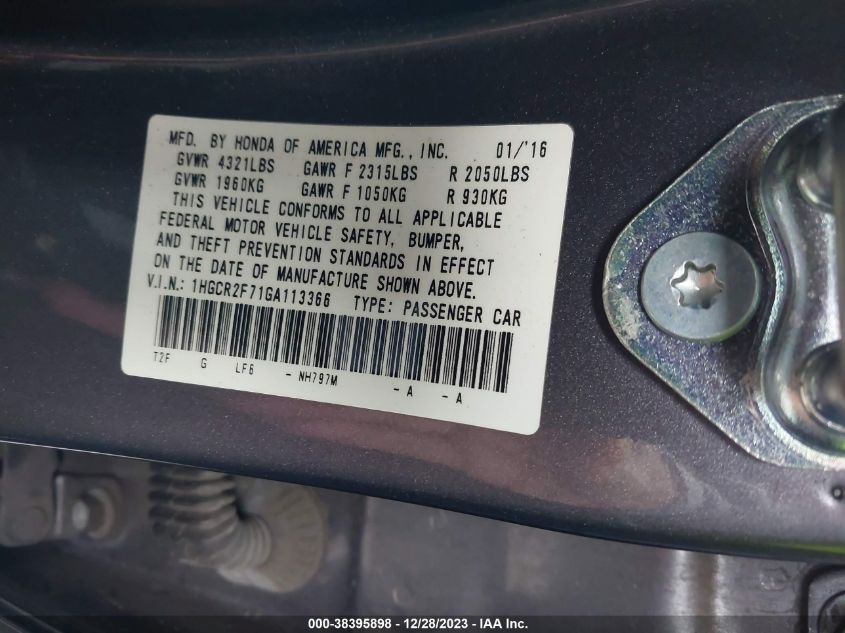 MFD. BY HONDA OF AMERICA MFG., INC. 01/'16
GVWR 4321LBS GAWR F 2315LBS R 2050LBS
GVWR 1960KG GAWR F 1050KG R 930KG
THIS VEHICLE CONFORMS TO ALL APPLICABLE
FEDERAL MOTOR VEHICLE SAFETY, BUMPER,
AND THEFT PREVENTION STANDARDS IN EFFECT
ON THE DATE OF MANUFACTURE SHOWN ABOVE.
V.I.N.: 1HGCR2F71GA113366 TYPE: PASSENGER CAR
T2F G LF6 - NH797M - A - A
000-38395898 - 12/28/2023 - IAA Inc.